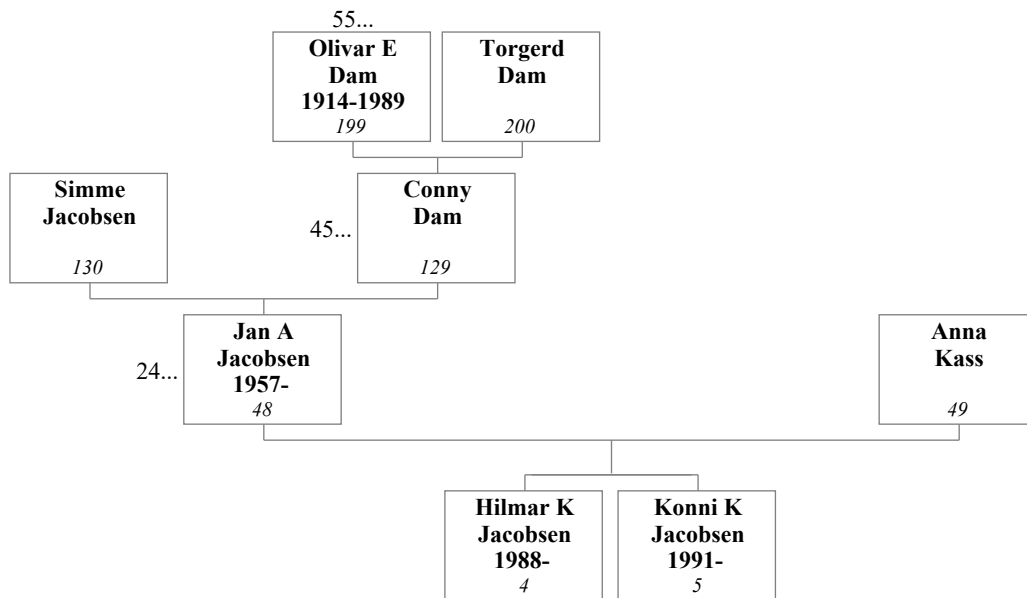 55...
Olivar E
Dam
1914-1989
199
Torgerd
Dam
200
Simme
Jacobsen
130
45...
Conny
Dam
129
24...
Jan A
Jacobsen
1957-
48
Anna
Kass
49
Hilmar K
Jacobsen
1988-
4
Konni K
Jacobsen
1991-
5